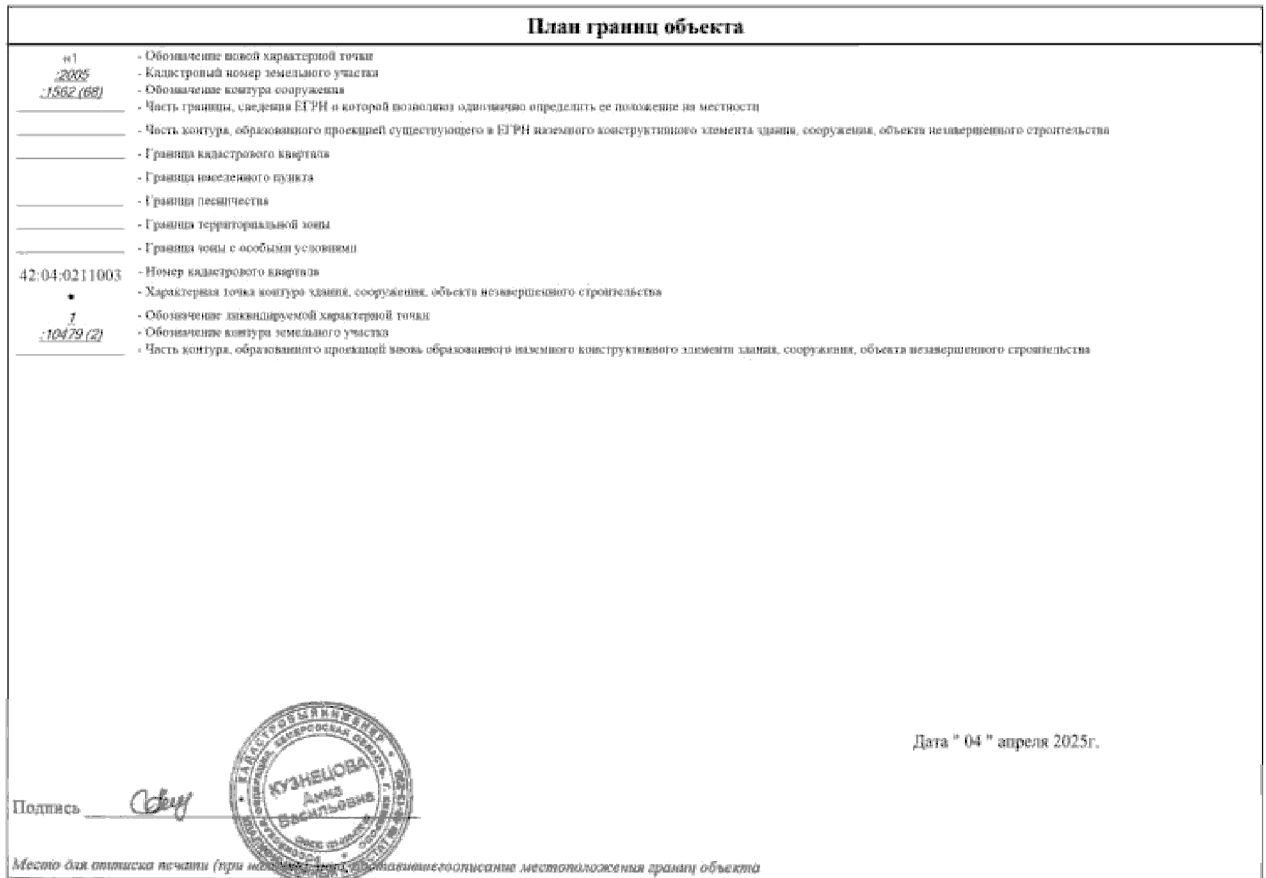 План границ объекта
н1 - Обозначение новой характерной точки
:2005 - Кадастровый номер земельного участка
:1562 (68) - Обозначение контура сооружения
- Часть границы, сведения ЕГРН о которой позволяют однозначно определить ее положение на местности
- Часть контура, образованного проекцией существующего в ЕГРН наземного конструктивного элемента здания, сооружения, объекта незавершенного строительства
- Граница кадастрового квартала
- Граница населенного пункта
- Граница лесничества
- Граница территориальной зоны
- Граница зоны с особыми условиями
42:04:0211003 - Номер кадастрового квартала
- Характерная точка контура здания, сооружения, объекта незавершенного строительства
1 - Обозначение ликвидируемой характерной точки
:10479 (2) - Обозначение контура земельного участка
- Часть контура, образованного проекцией вновь образованного наземного конструктивного элемента здания, сооружения, объекта незавершенного строительства
Дата " 04 " апреля 2025г.
КАДАСТРОВЫЙ ИНЖЕНЕР
КЕМЕРОВСКАЯ ОБЛАСТЬ, Г. КЕМЕРОВО
КУЗНЕЦОВА
Анна
Васильевна
Подпись
Место для оттиска печати (при описание местоположения границ объекта